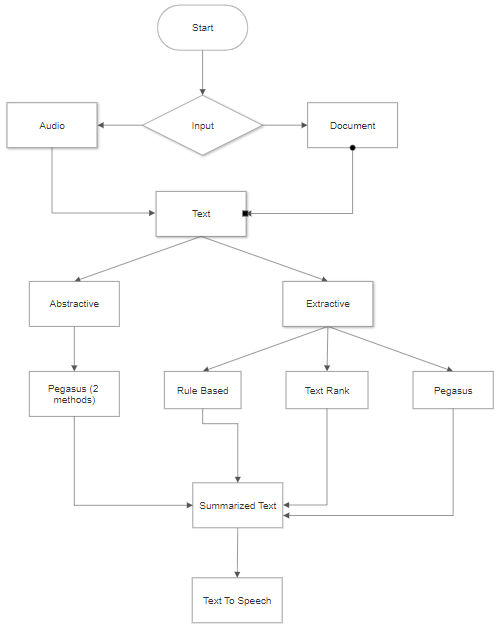 Start
Audio
Input
Document
Text
Abstractive
Extractive
Pegasus (2
methods)
Rule Based
Text Rank
Pegasus
Summarized Text
Text To Speech